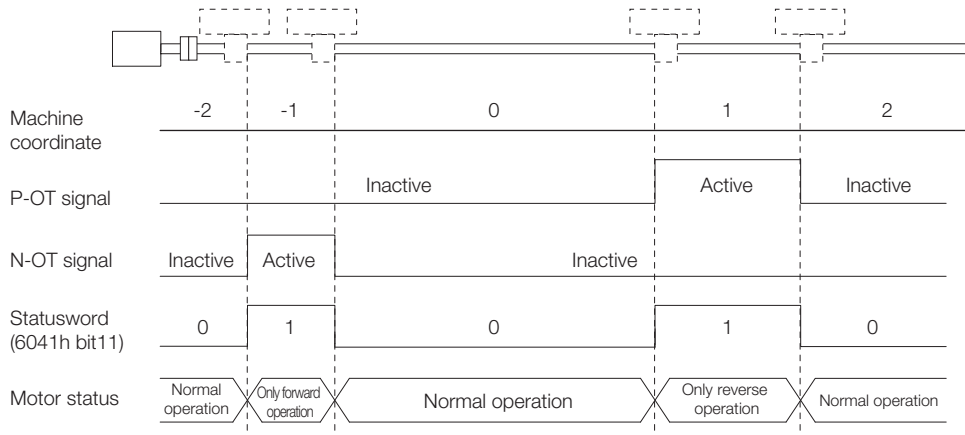 Machine
coordinate
-2
-1
0
1
2
P-OT signal
Inactive
Active
Inactive
N-OT signal
Inactive
Active
Inactive
Statusword
(6041h bit11)
0
1
0
1
0
Motor status
Normal
operation
Only forward
operation
Normal operation
Only reverse
operation
Normal operation